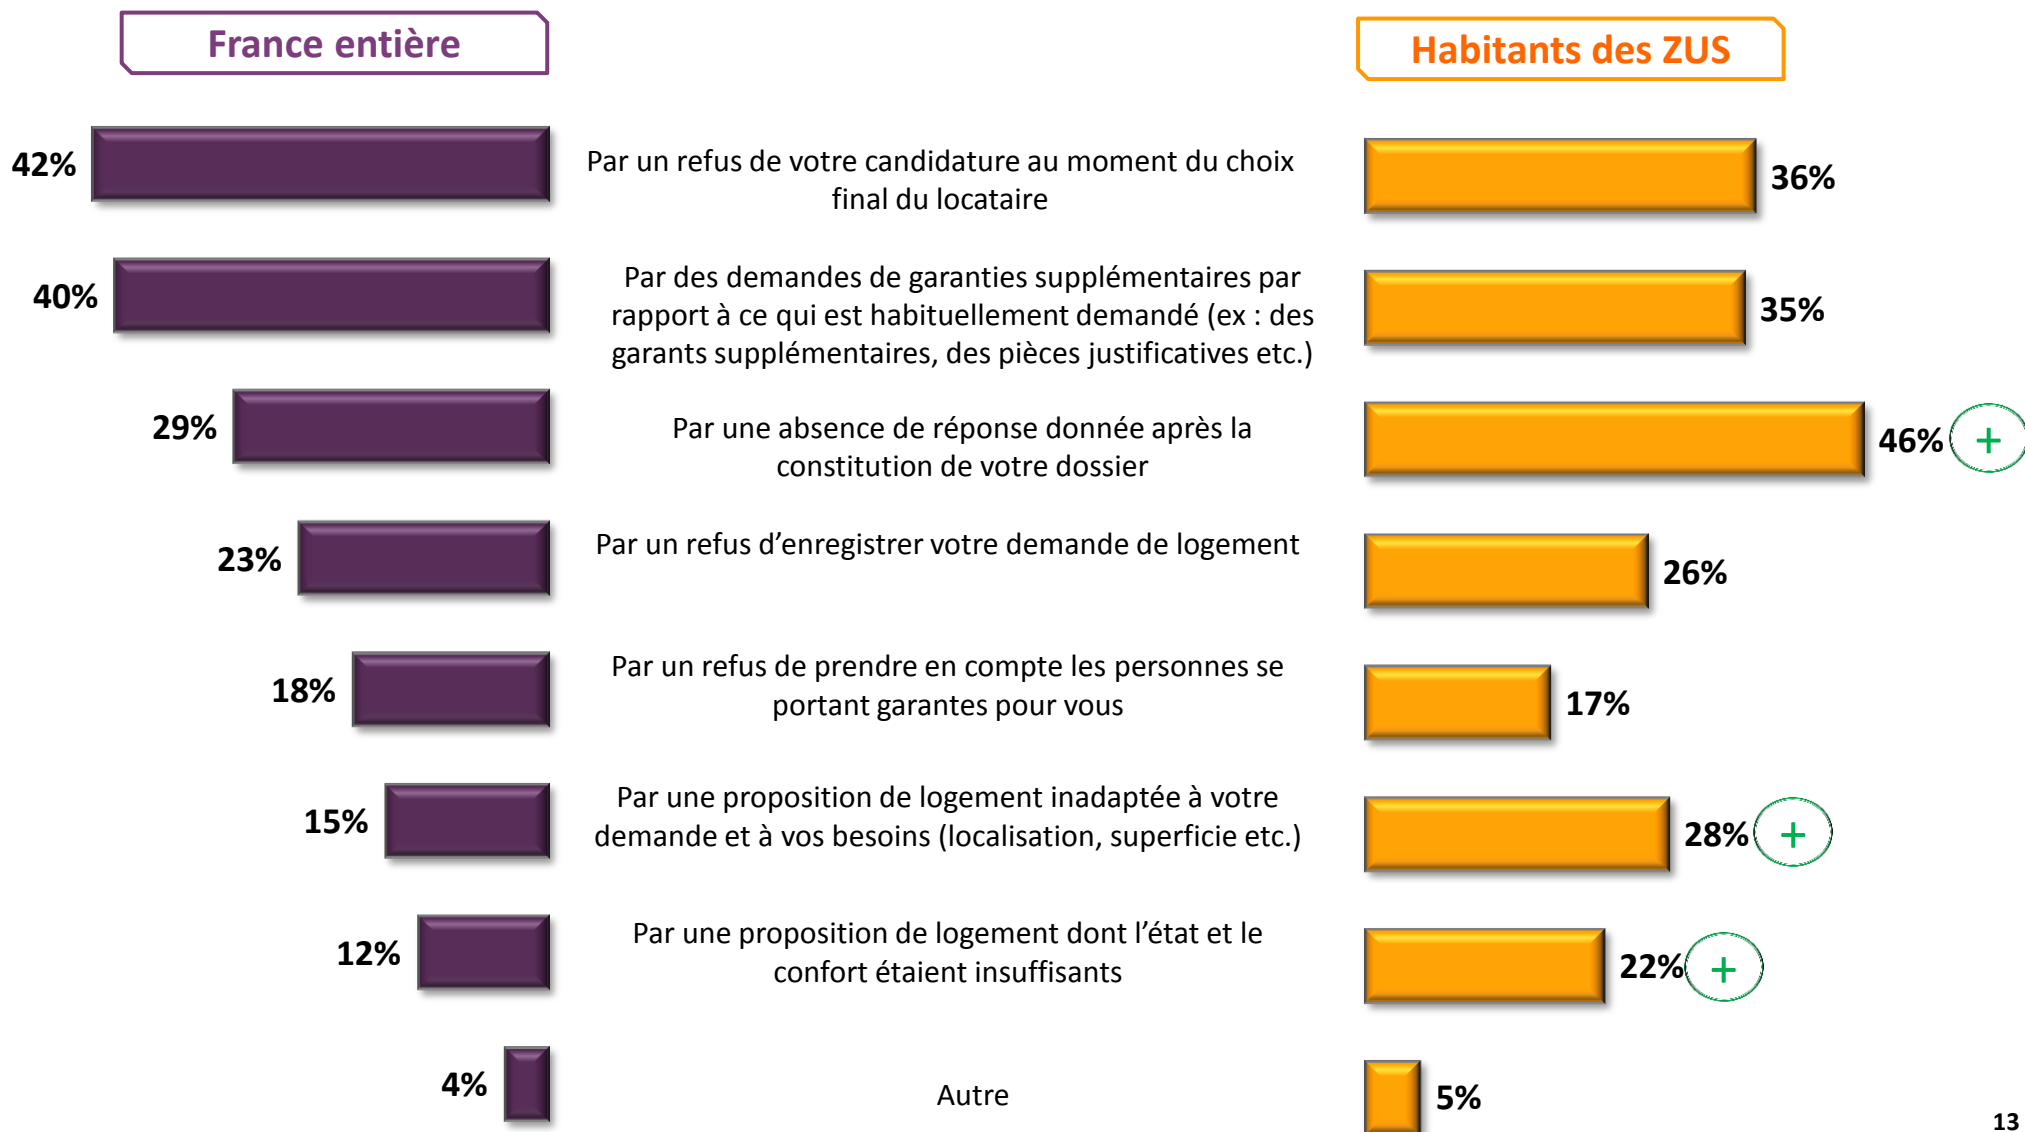 France entière
Habitants des ZUS
42%
Par un refus de votre candidature au moment du choix
final du locataire
36%
40%
Par des demandes de garanties supplémentaires par
rapport à ce qui est habituellement demandé (ex : des
garants supplémentaires, des pièces justificatives etc.)
35%
29%
Par une absence de réponse donnée après la
constitution de votre dossier
46% +
23%
Par un refus d’enregistrer votre demande de logement
26%
18%
Par un refus de prendre en compte les personnes se
portant garantes pour vous
17%
15%
Par une proposition de logement inadaptée à votre
demande et à vos besoins (localisation, superficie etc.)
28% +
12%
Par une proposition de logement dont l’état et le
confort étaient insuffisants
22% +
4%
Autre
5%
13